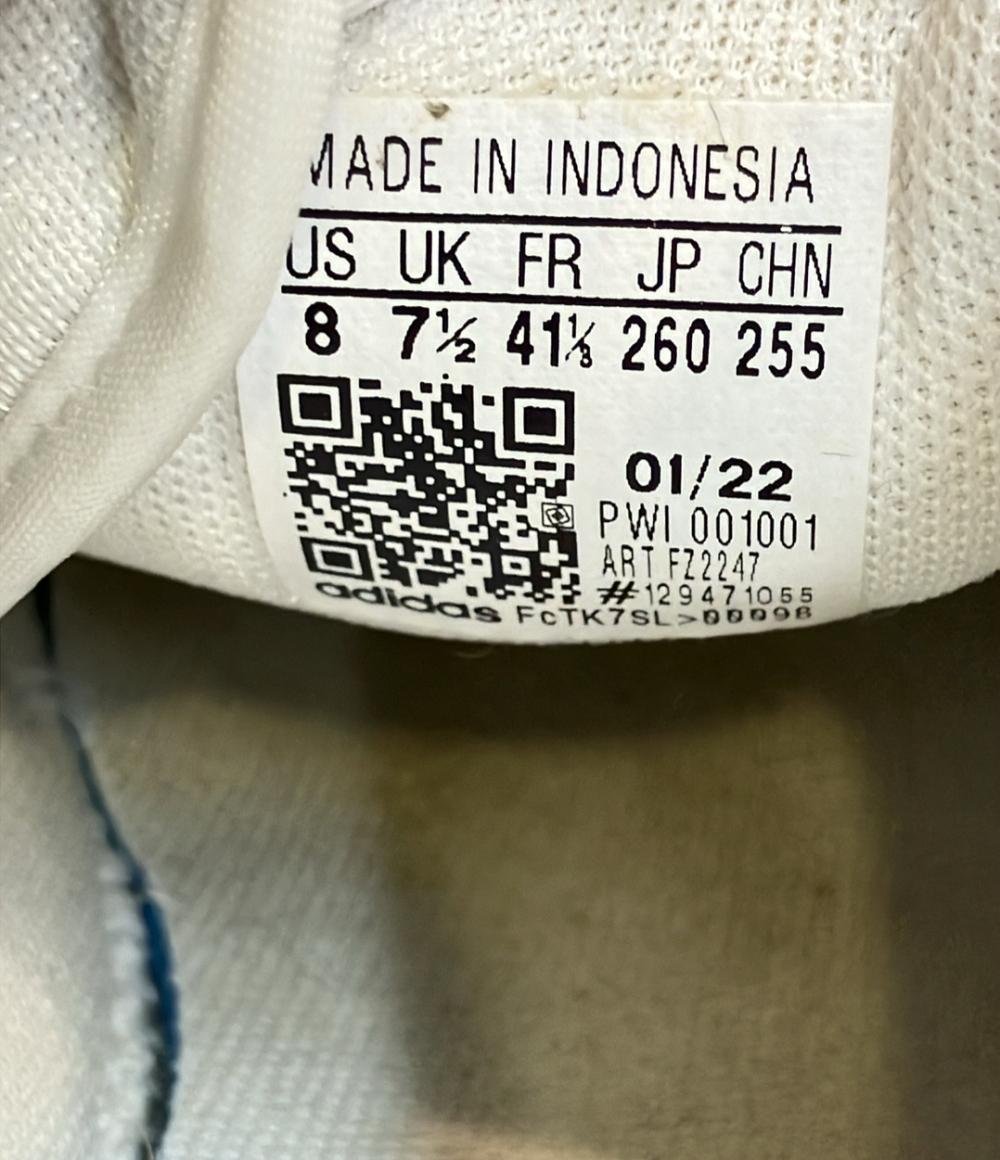 MADE IN INDONESIA
US UK FR JP CHN
8 7½ 41⅓ 260 255
01/22
PWI 001001
ART FZ2247
#129471055
adidas FcTK7SL>00098